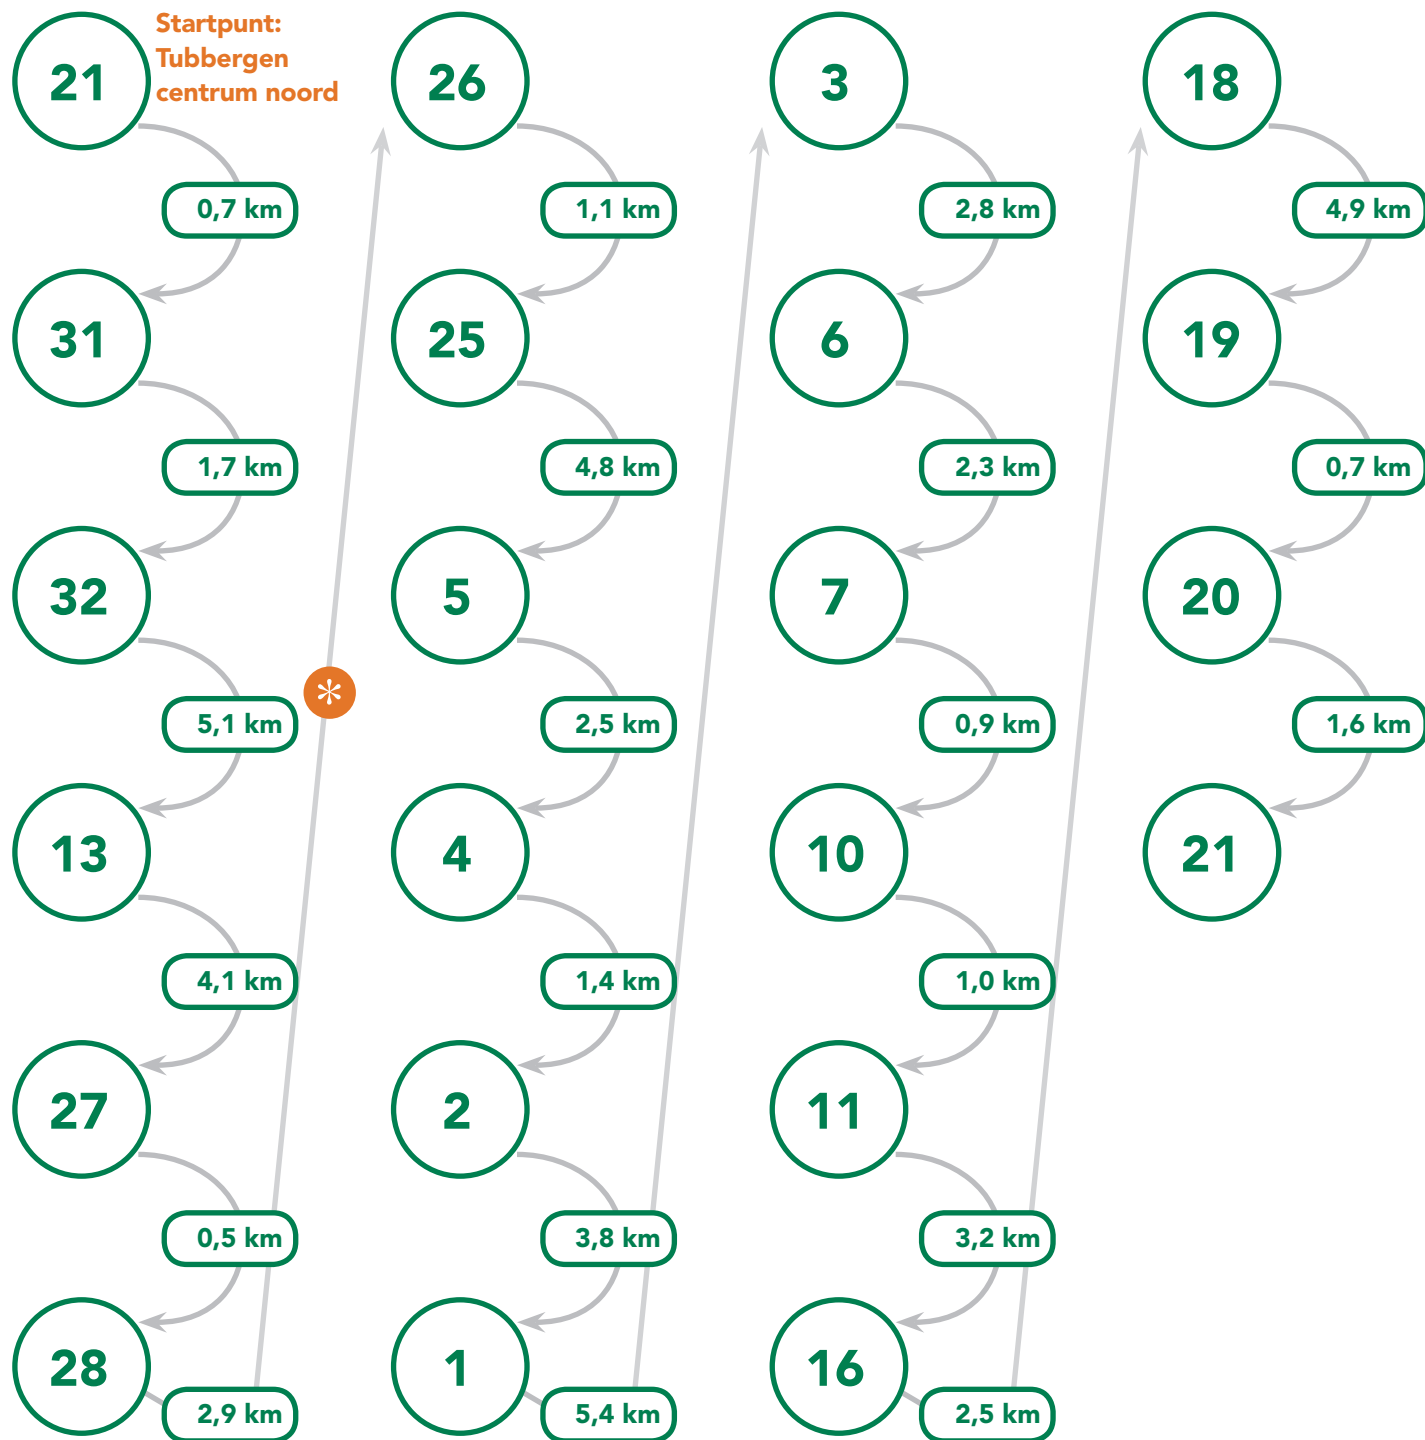 21
Startpunt:
Tubbergen
centrum noord
0,7 km
31
1,7 km
32
5,1 km
13
4,1 km
27
0,5 km
28
2,9 km
*
26
1,1 km
25
4,8 km
5
2,5 km
4
1,4 km
2
3,8 km
1
5,4 km
3
2,8 km
6
2,3 km
7
0,9 km
10
1,0 km
11
3,2 km
16
2,5 km
18
4,9 km
19
0,7 km
20
1,6 km
21